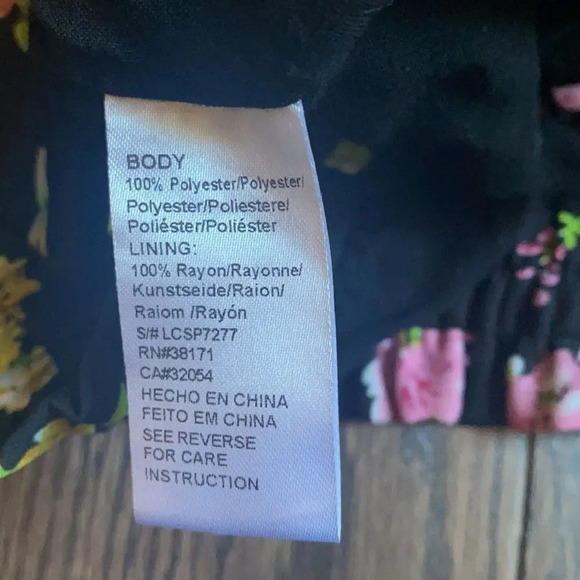 BODY
100% Polyester/Polyester/
Polyester/Poliestere/
Poliéster/Poliéster
LINING:
100% Rayon/Rayonne/
Kunstseide/Raion/
Raiom /Rayón
S/# LCSP7277
RN#38171
CA#32054
HECHO EN CHINA
FEITO EM CHINA
SEE REVERSE
FOR CARE
INSTRUCTION